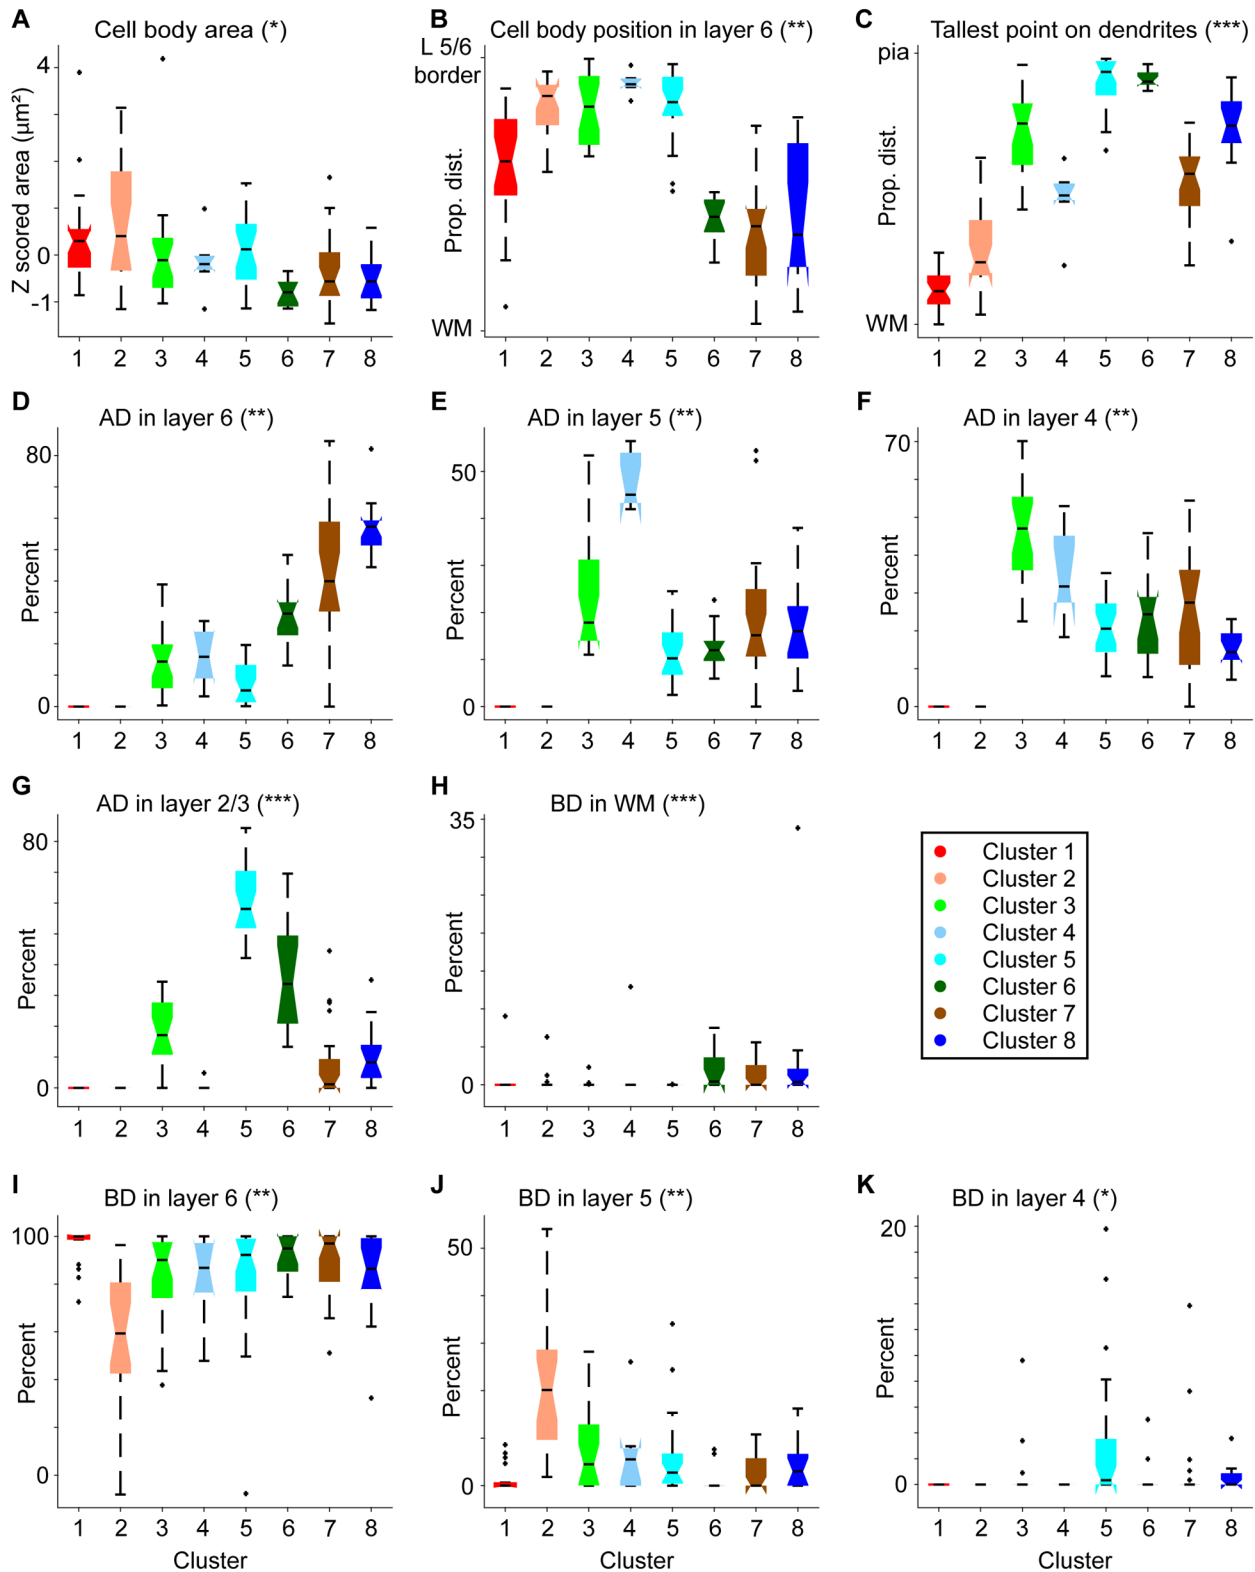 A Cell body area (*)
Z scored area (µm²)
4
0
-1
1 2 3 4 5 6 7 8
B Cell body position in layer 6 (**)
L 5/6
border
Prop. dist.
WM
1 2 3 4 5 6 7 8
C Tallest point on dendrites (***)
pia
Prop. dist.
WM
1 2 3 4 5 6 7 8
D AD in layer 6 (**)
80
Percent
0
1 2 3 4 5 6 7 8
E AD in layer 5 (**)
50
Percent
0
1 2 3 4 5 6 7 8
F AD in layer 4 (**)
70
Percent
0
1 2 3 4 5 6 7 8
G AD in layer 2/3 (***)
80
Percent
0
1 2 3 4 5 6 7 8
H BD in WM (***)
35
Percent
0
1 2 3 4 5 6 7 8
Cluster 1
Cluster 2
Cluster 3
Cluster 4
Cluster 5
Cluster 6
Cluster 7
Cluster 8
I BD in layer 6 (**)
100
Percent
0
1 2 3 4 5 6 7 8
Cluster
J BD in layer 5 (**)
50
Percent
0
1 2 3 4 5 6 7 8
Cluster
K BD in layer 4 (*)
20
Percent
0
1 2 3 4 5 6 7 8
Cluster